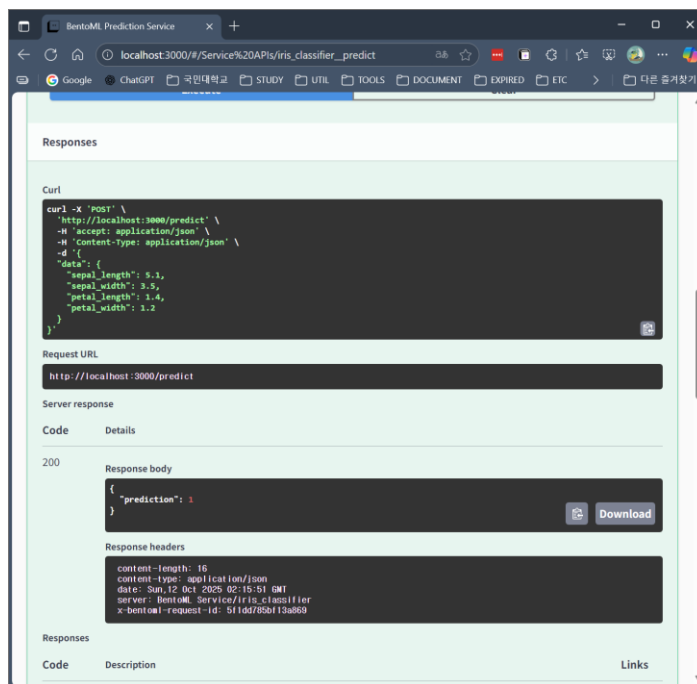 BentoML Prediction Service
localhost:3000/#/Service%20APIs/iris_classifier__predict
Google ChatGPT 국민대학교 STUDY UTIL TOOLS DOCUMENT EXPIRED ETC 다른 즐겨찾기
Execute Clear
Responses
Curl
curl -X 'POST' \
'http://localhost:3000/predict' \
-H 'accept: application/json' \
-H 'Content-Type: application/json' \
-d '{
"data": {
"sepal_length": 5.1,
"sepal_width": 3.5,
"petal_length": 1.4,
"petal_width": 1.2
}
}'
Request URL
http://localhost:3000/predict
Server response
Code Details
200
Response body
{
"prediction": 1
}
Download
Response headers
content-length: 16
content-type: application/json
date: Sun,12 Oct 2025 02:15:51 GMT
server: BentoML Service/iris_classifier
x-bentoml-request-id: 5f1dd785bf13a869
Responses
Code Description Links